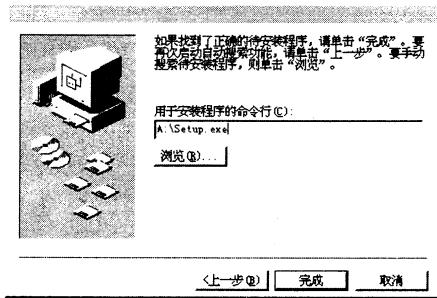 如果找到了正确的待安装程序，请单击“完成”。要
再次启动自动搜索功能，请单击“上一步”。要手动
搜索待安装程序，则单击“浏览”。
用于安装程序的命令行(C):
A:\Setup.exe
浏览(R)...
<上一步(B)
完成
取消